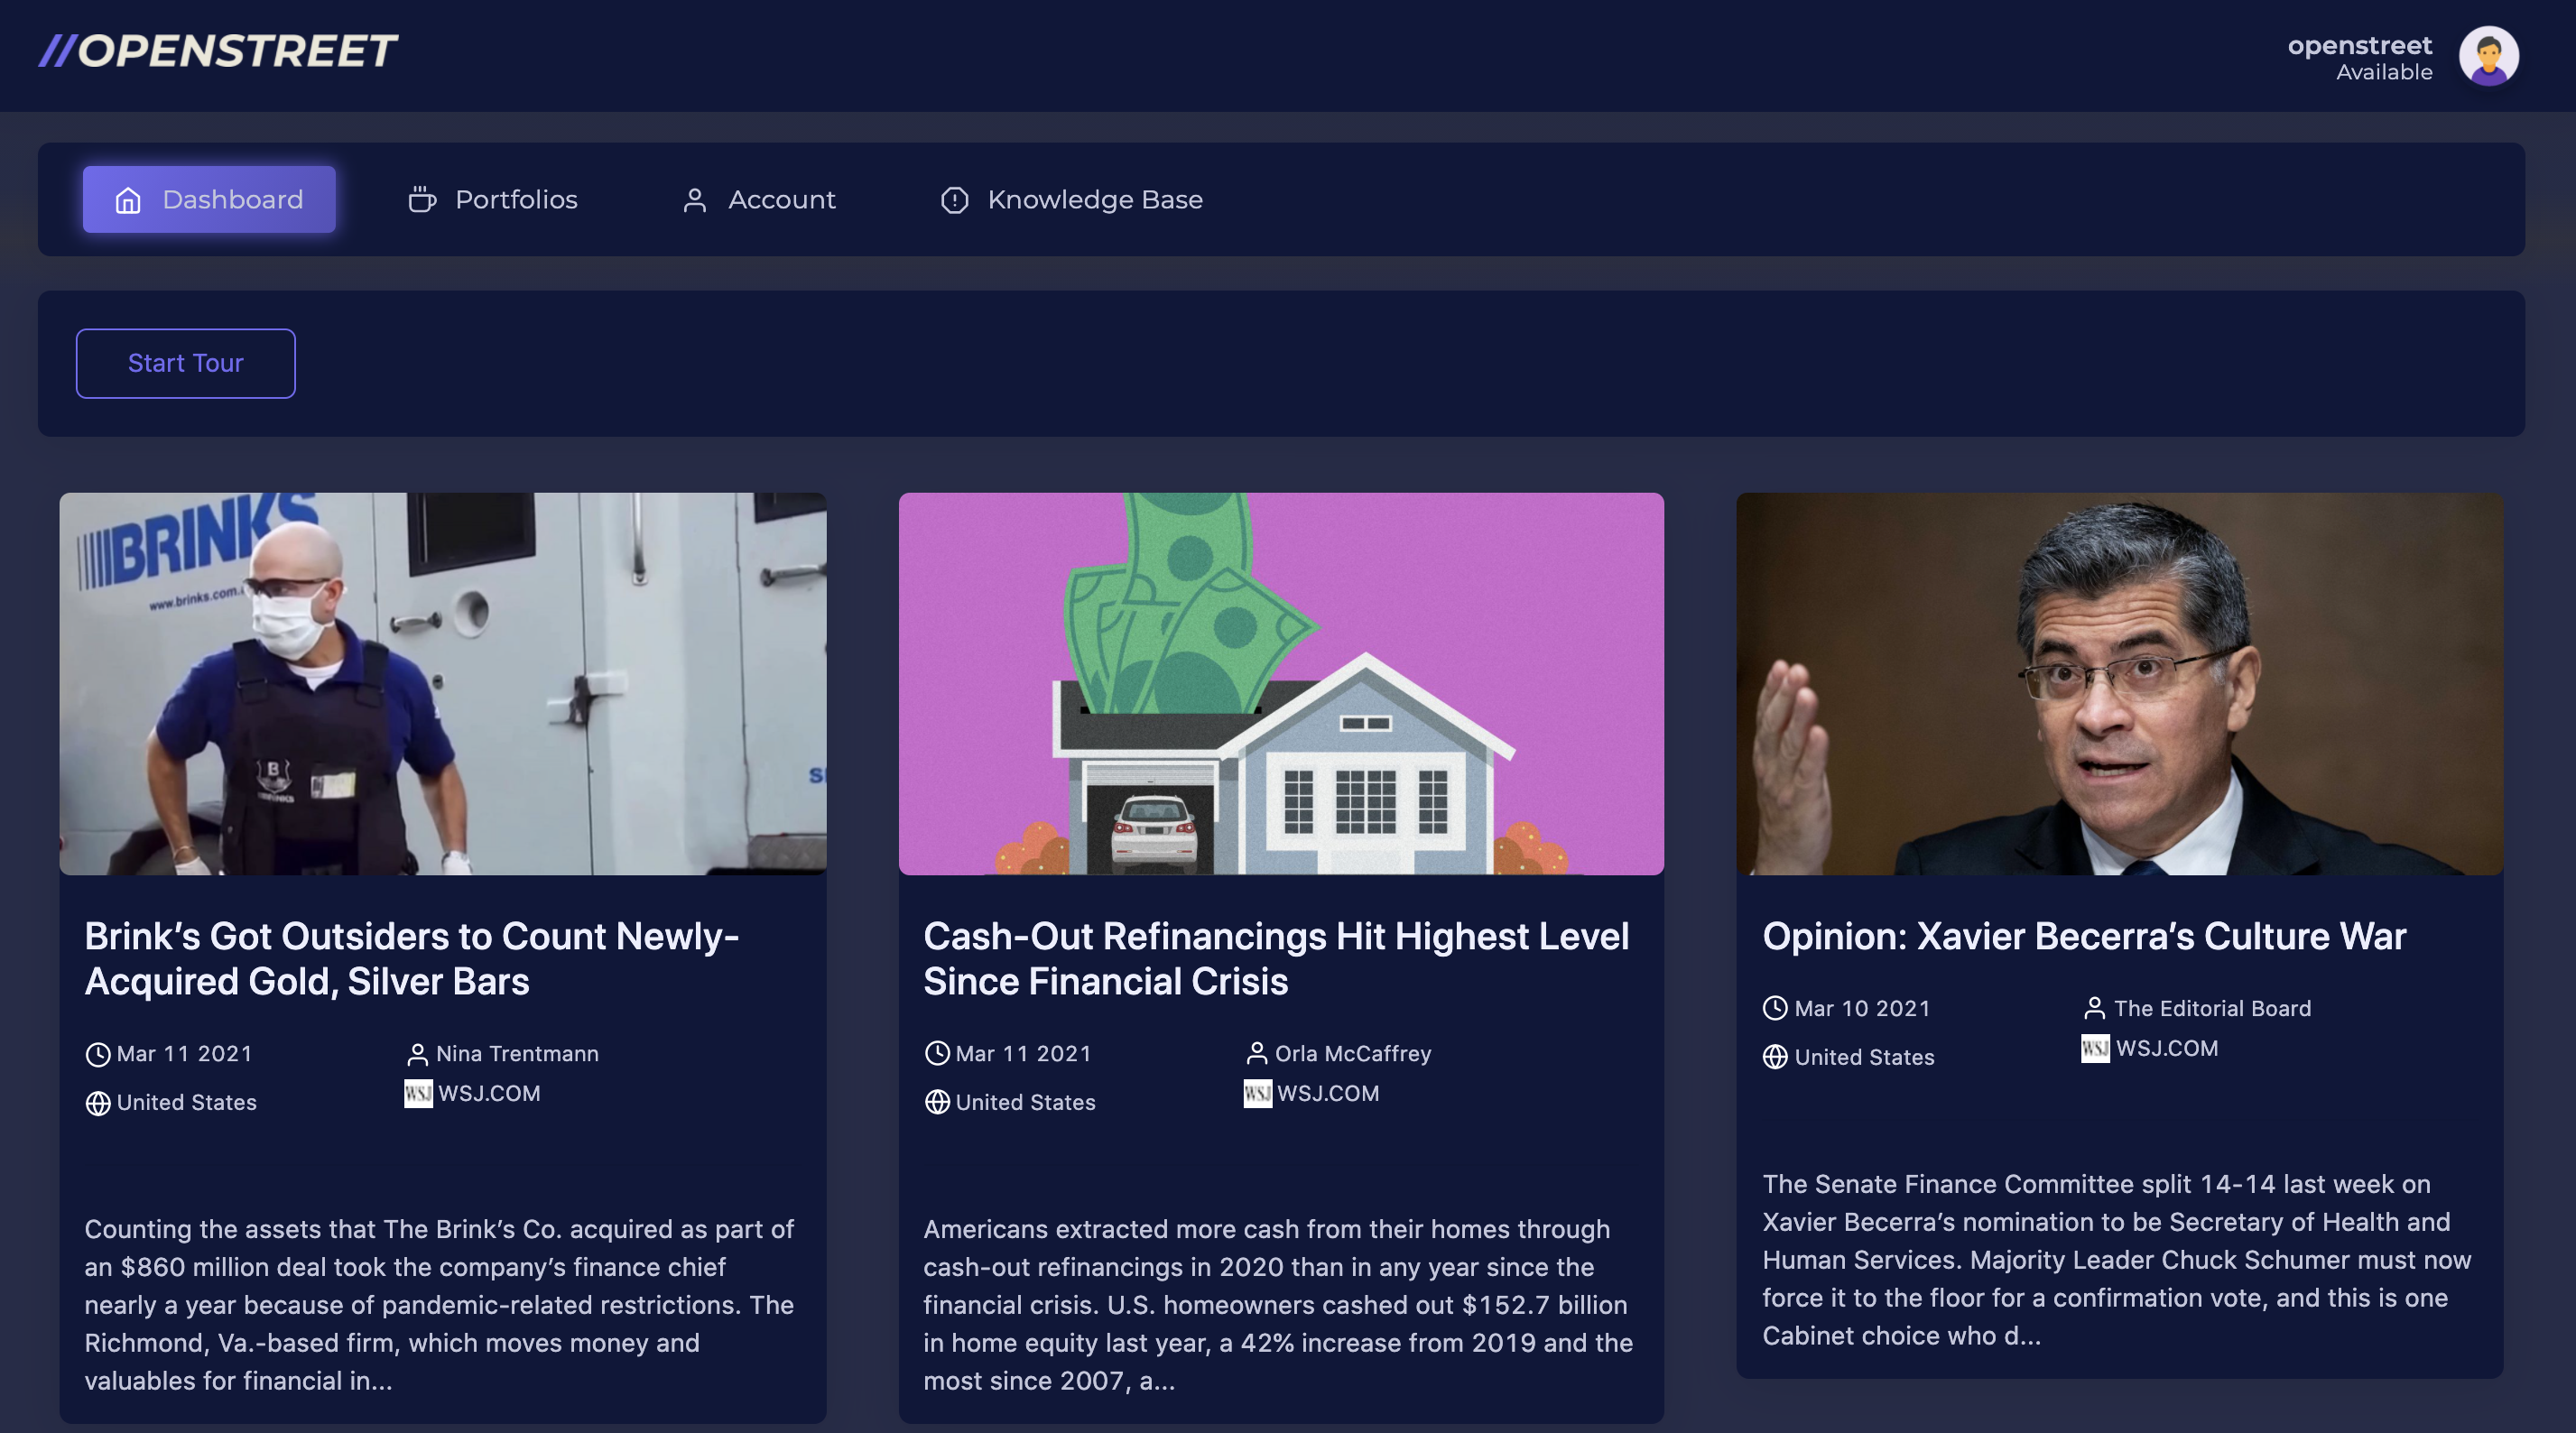 //OPENSTREET
openstreet
Available
Dashboard
Portfolios
Account
Knowledge Base
Start Tour
BRINKS
www.brinks.com.
B
Brink’s Got Outsiders to Count Newly-
Acquired Gold, Silver Bars
Mar 11 2021
Nina Trentmann
United States
WSJ WSJ.COM
Counting the assets that The Brink’s Co. acquired as part of
an $860 million deal took the company’s finance chief
nearly a year because of pandemic-related restrictions. The
Richmond, Va.-based firm, which moves money and
valuables for financial in...
Cash-Out Refinancings Hit Highest Level
Since Financial Crisis
Mar 11 2021
Orla McCaffrey
United States
WSJ WSJ.COM
Americans extracted more cash from their homes through
cash-out refinancings in 2020 than in any year since the
financial crisis. U.S. homeowners cashed out $152.7 billion
in home equity last year, a 42% increase from 2019 and the
most since 2007, a...
Opinion: Xavier Becerra’s Culture War
Mar 10 2021
The Editorial Board
United States
WSJ WSJ.COM
The Senate Finance Committee split 14-14 last week on
Xavier Becerra’s nomination to be Secretary of Health and
Human Services. Majority Leader Chuck Schumer must now
force it to the floor for a confirmation vote, and this is one
Cabinet choice who d...